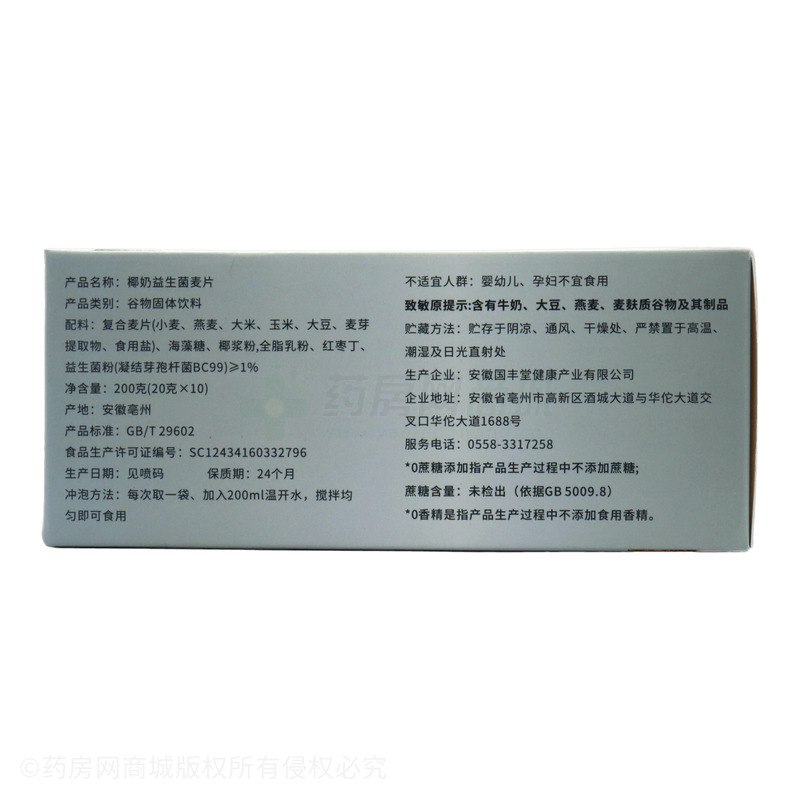 产品名称：椰奶益生菌麦片
产品类别：谷物固体饮料
配料：复合麦片(小麦、燕麦、大米、玉米、大豆、麦芽
提取物、食用盐)、海藻糖、椰浆粉,全脂乳粉、红枣丁、
益生菌粉(凝结芽孢杆菌BC99)≥1%
净含量：200克(20克×10)
产地：安徽亳州
产品标准：GB/T 29602
食品生产许可证编号：SC12434160332796
生产日期：见喷码 保质期：24个月
冲泡方法：每次取一袋、加入200ml温开水，搅拌均
匀即可食用
不适宜人群：婴幼儿、孕妇不宜食用
致敏原提示:含有牛奶、大豆、燕麦、麦麸质谷物及其制品
贮藏方法：贮存于阴凉、通风、干燥处、严禁置于高温、
潮湿及日光直射处
生产企业：安徽国丰堂健康产业有限公司
企业地址：安徽省亳州市高新区酒城大道与华佗大道交
叉口华佗大道1688号
服务电话：0558-3317258
*0蔗糖添加指产品生产过程中不添加蔗糖;
蔗糖含量：未检出（依据GB 5009.8）
*0香精是指产品生产过程中不添加食用香精。
药房网
©药房网商城版权所有侵权必究